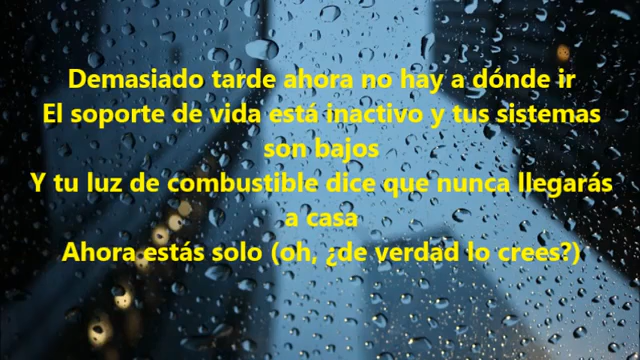 Demasiado tarde ahora no hay a dónde ir
El soporte de vida está inactivo y tus sistemas
son bajos
Y tu luz de combustible dice que nunca llegarás
a casa
Ahora estás solo (oh, ¿de verdad lo crees?)